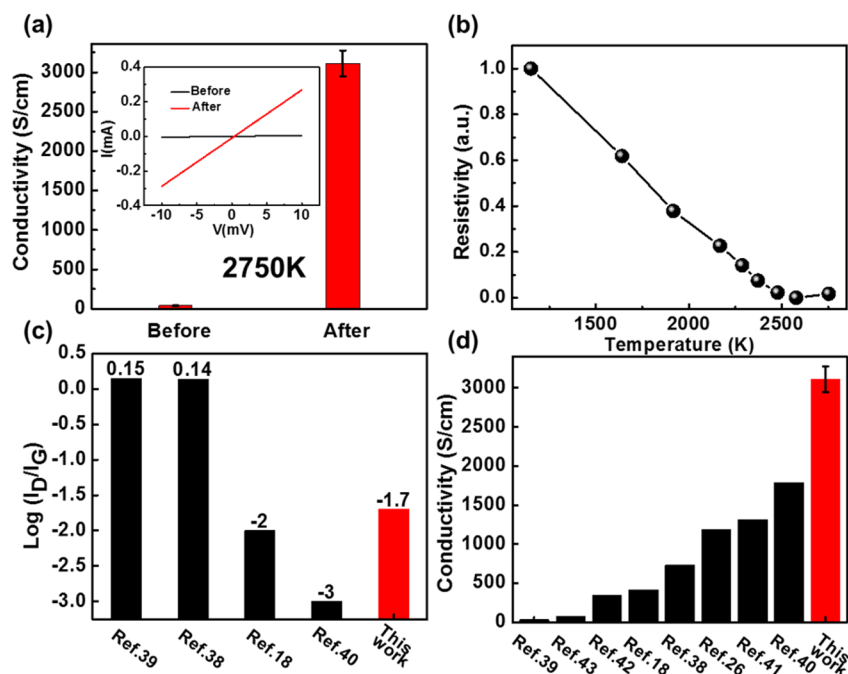 (a)
Conductivity (S/cm)
3000
2500
2000
1500
1000
500
0
Before
After
I(mA)
0.4
0.2
0.0
-0.2
-0.4
-10
-5
0
5
10
V(mV)
2750K
Before
After
(b)
Resistivity (a.u.)
1.0
0.8
0.6
0.4
0.2
0.0
1500
2000
2500
Temperature (K)
(c)
Log (ID/IG)
0.5
0.0
-0.5
-1.0
-1.5
-2.0
-2.5
-3.0
0.15
0.14
-2
-3
-1.7
Ref.39
Ref.38
Ref.18
Ref.40
This
work
(d)
Conductivity (S/cm)
3000
2500
2000
1500
1000
500
0
Ref.39
Ref.43
Ref.42
Ref.18
Ref.38
Ref.26
Ref.41
Ref.40
This
work